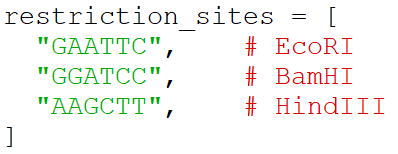 restriction_sites = [
  "GAATTC",    # EcoRI
  "GGATCC",    # BamHI
  "AAGCTT",    # HindIII
]